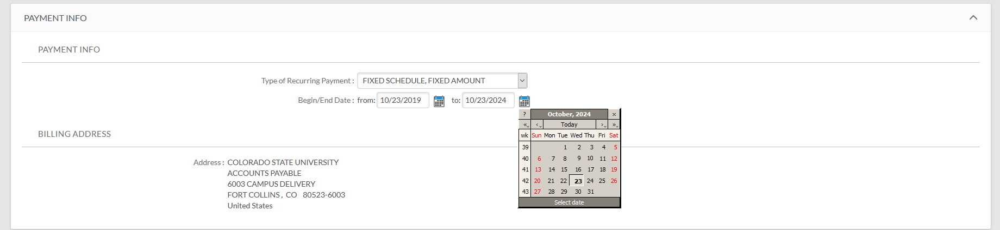 PAYMENT INFO
PAYMENT INFO
Type of Recurring Payment : FIXED SCHEDULE, FIXED AMOUNT
Begin/End Date : from: 10/23/2019 to: 10/23/2024
? October, 2024 ×
« ‹ Today › »
wk Sun Mon Tue Wed Thu Fri Sat
39 1 2 3 4 5
40 6 7 8 9 10 11 12
41 13 14 15 16 17 18 19
42 20 21 22 23 24 25 26
43 27 28 29 30 31
Select date
BILLING ADDRESS
Address : COLORADO STATE UNIVERSITY
ACCOUNTS PAYABLE
6003 CAMPUS DELIVERY
FORT COLLINS , CO 80523-6003
United States